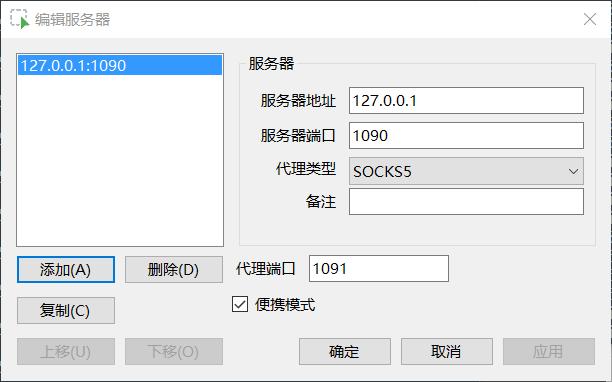 编辑服务器
127.0.0.1:1090
服务器
服务器地址 127.0.0.1
服务器端口 1090
代理类型 SOCKS5
备注
添加(A) 删除(D) 代理端口 1091
复制(C) 便携模式
上移(U) 下移(O) 确定 取消 应用